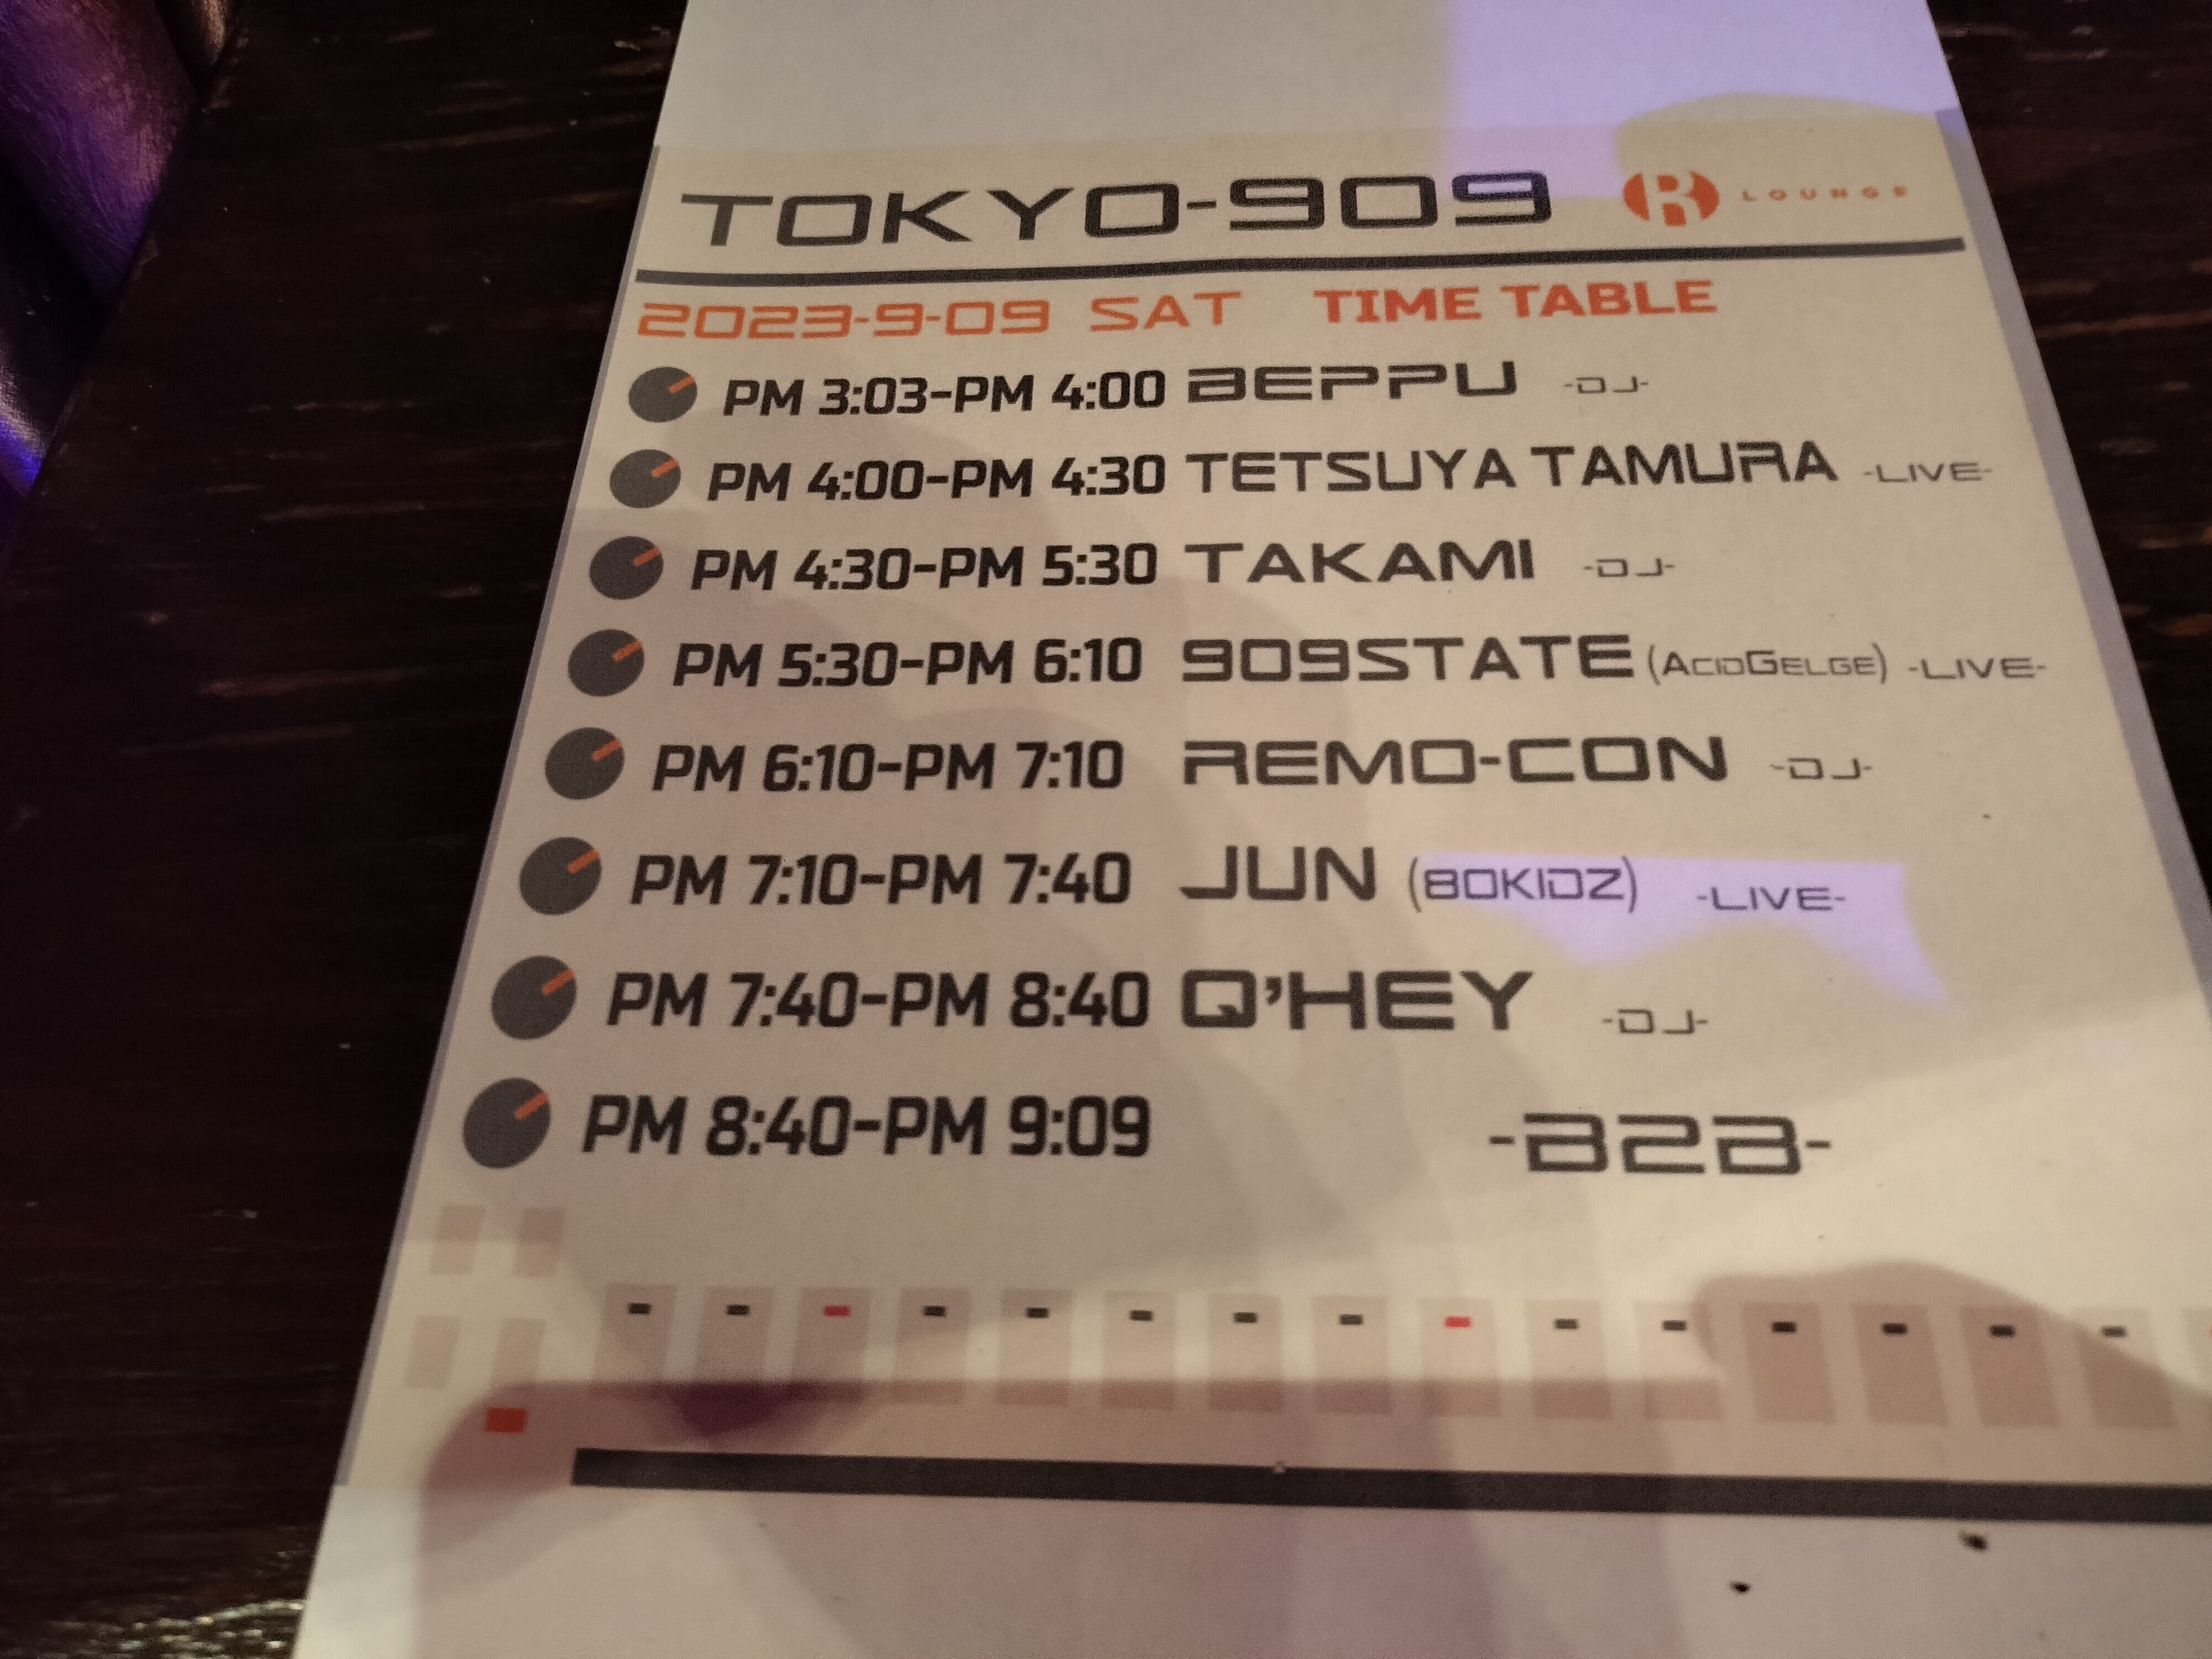 TOKYO-909 R LOUNGE
2023-9-09 SAT TIME TABLE
PM 3:03-PM 4:00 BEPPU -DJ-
PM 4:00-PM 4:30 TETSUYA TAMURA -LIVE-
PM 4:30-PM 5:30 TAKAMI -DJ-
PM 5:30-PM 6:10 909STATE (ACIDGELGE) -LIVE-
PM 6:10-PM 7:10 REMO-CON -DJ-
PM 7:10-PM 7:40 JUN (80KIDZ) -LIVE-
PM 7:40-PM 8:40 Q'HEY -DJ-
PM 8:40-PM 9:09 -B2B-